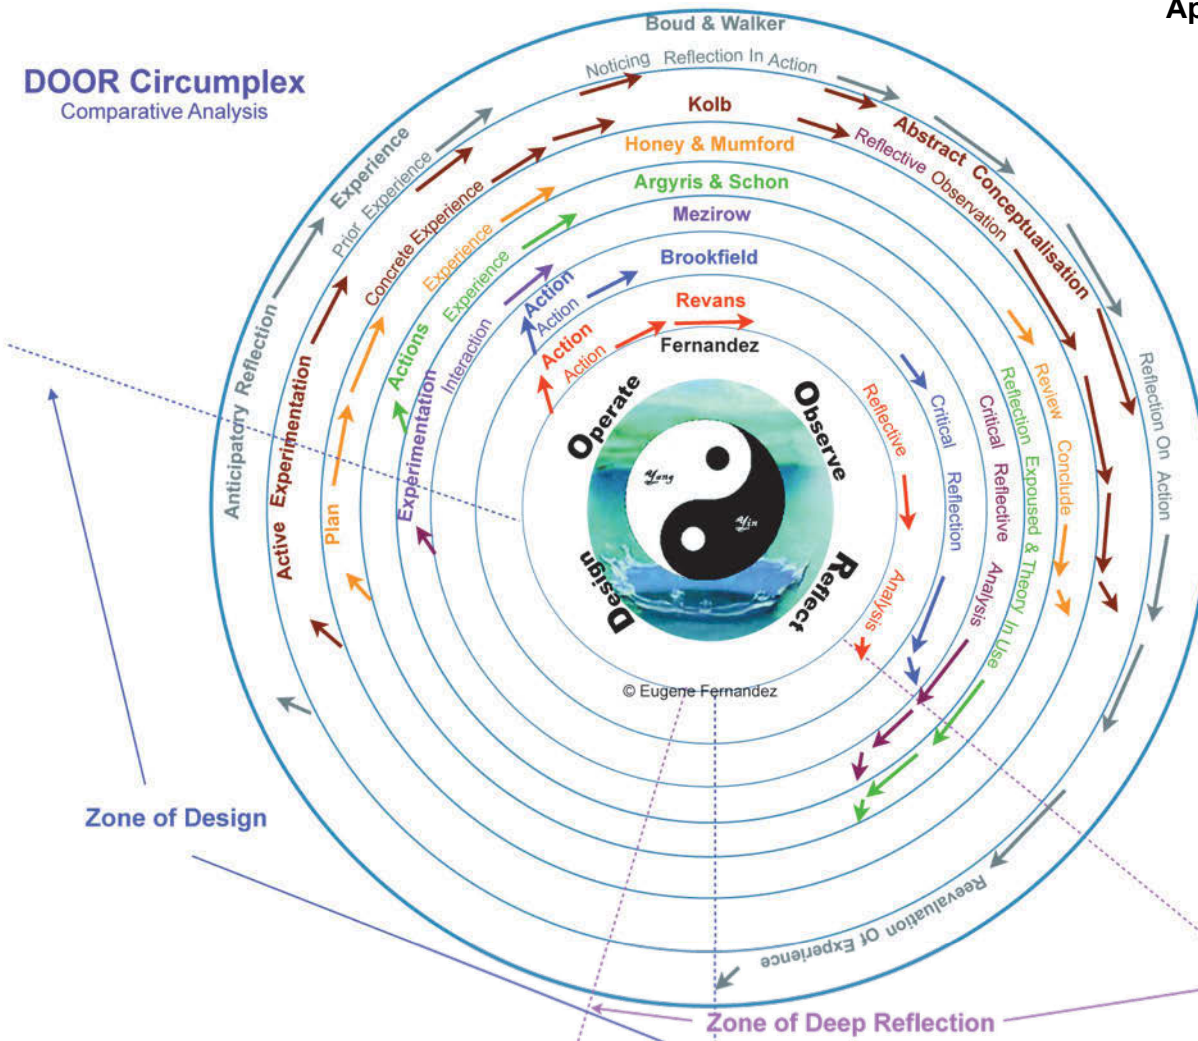 Ap
DOOR Circumplex
Comparative Analysis
Boud & Walker
Noticing Reflection In Action
Anticipatory Reflection
Experience
Prior Experience
Reflection On Action
Reevaluation Of Experience
Kolb
Active Experimentation
Concrete Experience
Abstract Conceptualisation
Reflective Observation
Honey & Mumford
Plan
Experience
Review
Conclude
Argyris & Schon
Actions
Experience
Reflection Expoused & Theory In Use
Mezirow
Experimentation
Interaction
Critical Reflective Analysis
Brookfield
Action
Action
Critical Reflection
Revans
Action
Action
Reflective Analysis
Fernandez
Operate
Observe
Yang
Yin
Design
Reflect
© Eugene Fernandez
Zone of Design
Zone of Deep Reflection